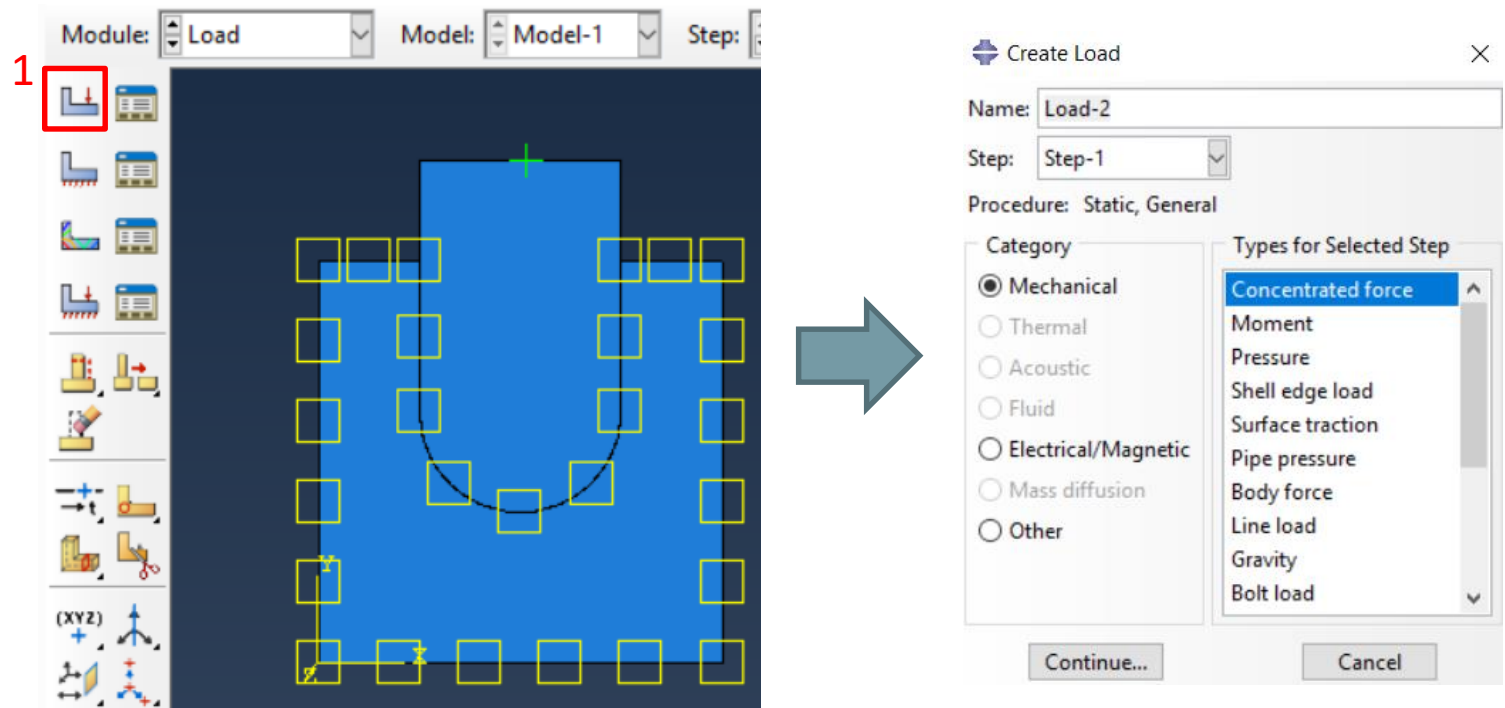 Module: Load Model: Model-1 Step:
1
(XYZ)
t
Y
X
Z
Create Load
Name: Load-2
Step: Step-1
Procedure: Static, General
Category
Mechanical
Thermal
Acoustic
Fluid
Electrical/Magnetic
Mass diffusion
Other
Types for Selected Step
Concentrated force
Moment
Pressure
Shell edge load
Surface traction
Pipe pressure
Body force
Line load
Gravity
Bolt load
Continue... Cancel